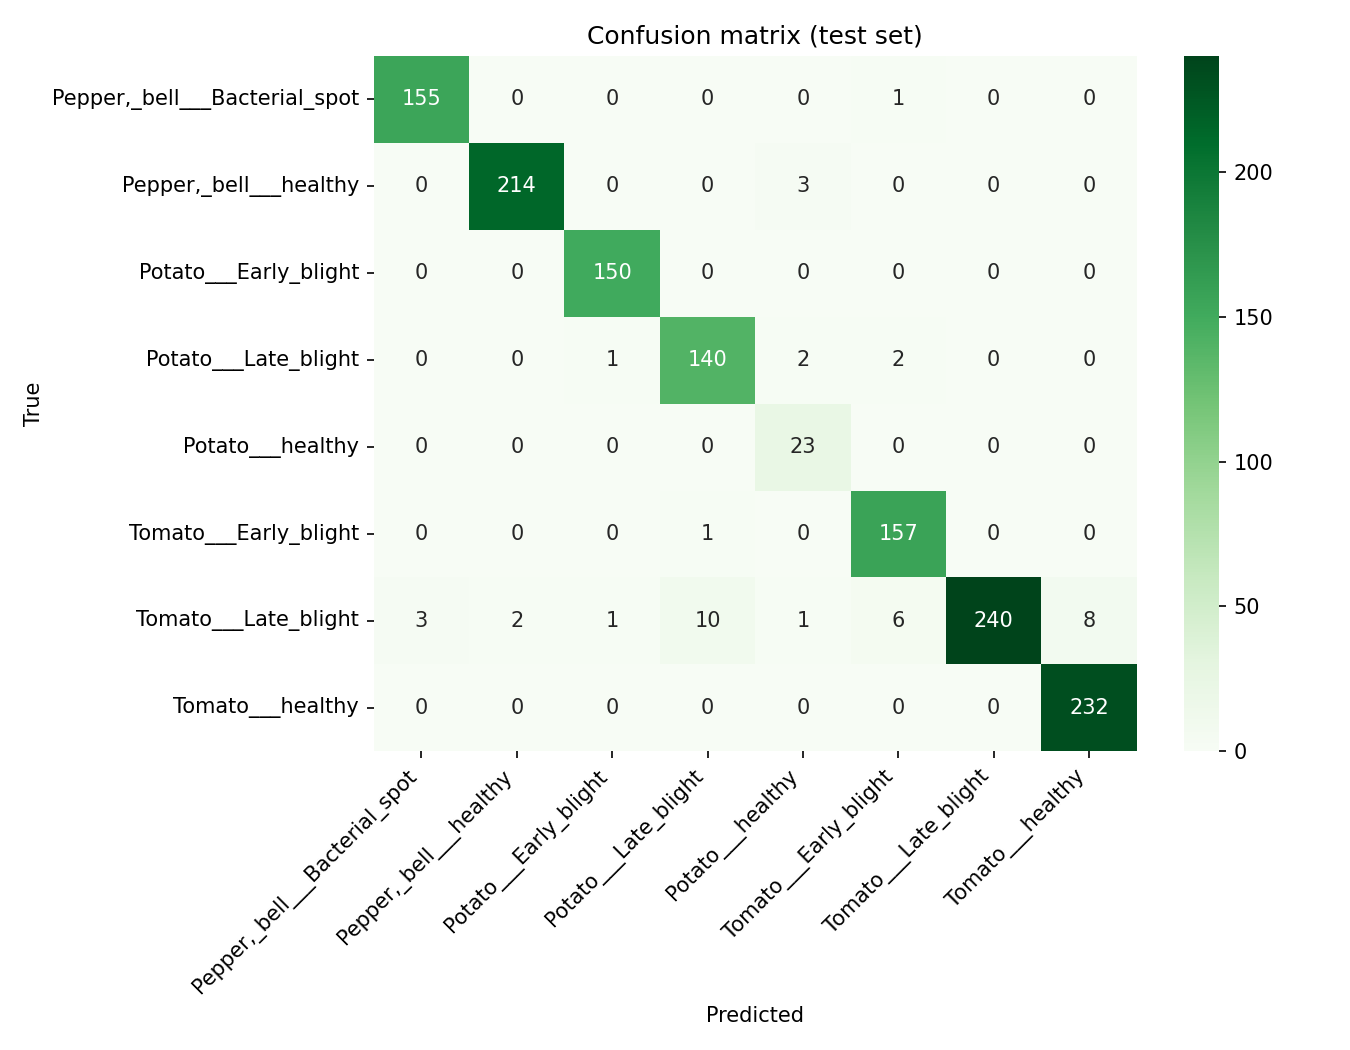 Confusion matrix (test set)
Pepper,_bell___Bacterial_spot 155 0 0 0 0 1 0 0
Pepper,_bell___healthy 0 214 0 0 3 0 0 0
Potato___Early_blight 0 0 150 0 0 0 0 0
Potato___Late_blight 0 0 1 140 2 2 0 0
Potato___healthy 0 0 0 0 23 0 0 0
Tomato___Early_blight 0 0 0 1 0 157 0 0
Tomato___Late_blight 3 2 1 10 1 6 240 8
Tomato___healthy 0 0 0 0 0 0 0 232
True
Pepper,_bell___Bacterial_spot
Pepper,_bell___healthy
Potato___Early_blight
Potato___Late_blight
Potato___healthy
Tomato___Early_blight
Tomato___Late_blight
Tomato___healthy
Predicted
200
150
100
50
0